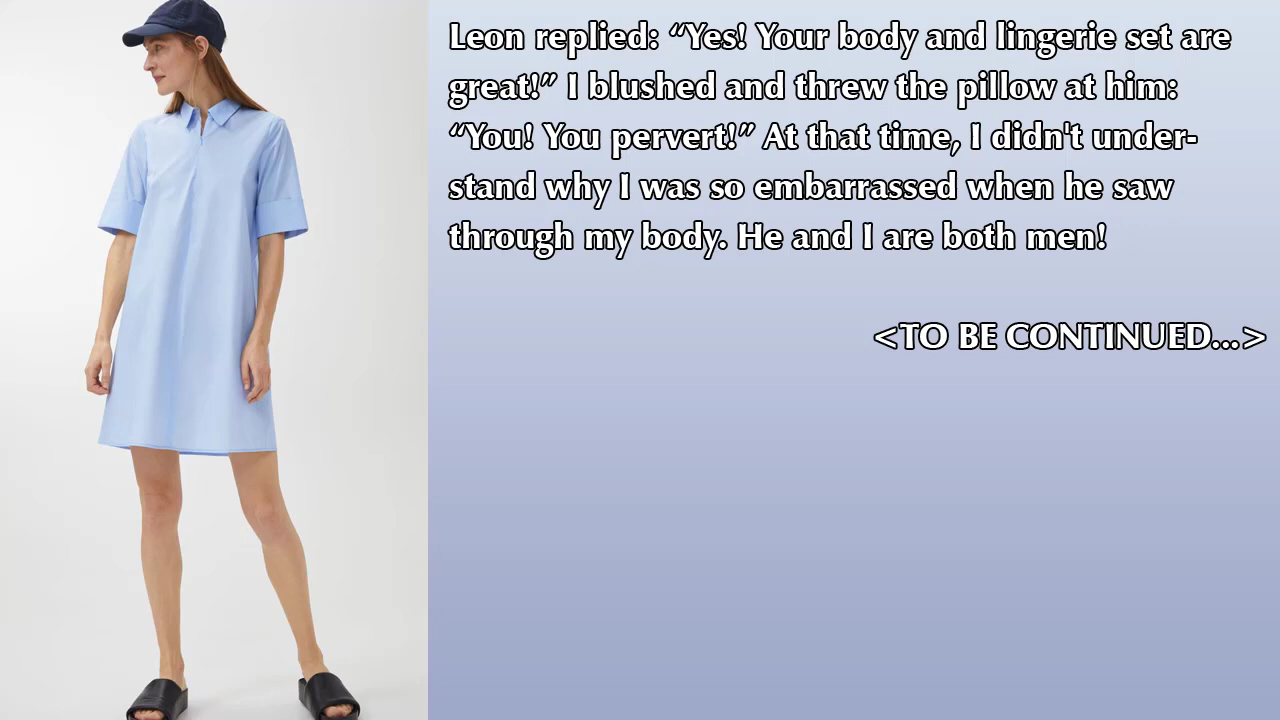 Leon replied: “Yes! Your body and lingerie set are
great!” I blushed and threw the pillow at him:
“You! You pervert!” At that time, I didn't under-
stand why I was so embarrassed when he saw
through my body. He and I are both men!
<TO BE CONTINUED...>